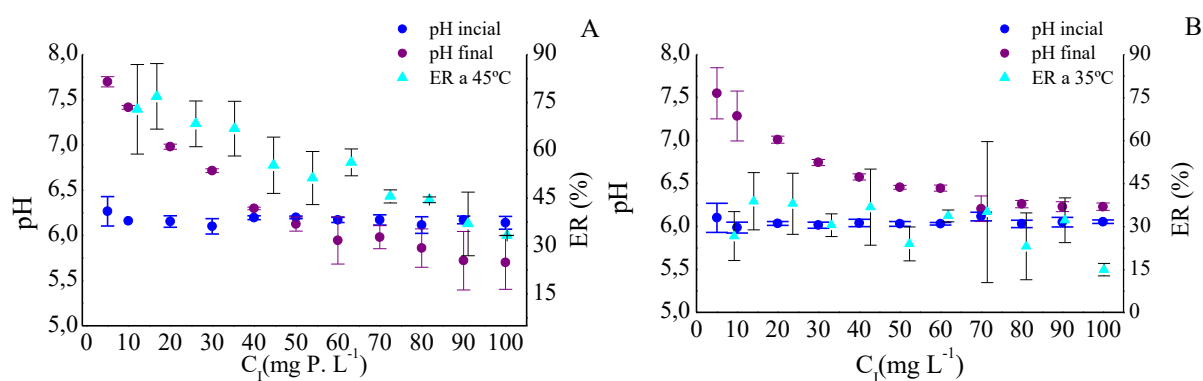 A
pH incial
pH final
ER a 45ºC
8,0
7,5
7,0
6,5
6,0
5,5
5,0
pH
90
75
60
45
30
15
ER (%)
0 10 20 30 40 50 60 70 80 90 100
C_I(mg P. L^-1)
B
pH incial
pH final
ER a 35ºC
8,0
7,5
7,0
6,5
6,0
5,5
5,0
pH
90
75
60
45
30
15
0
ER (%)
0 10 20 30 40 50 60 70 80 90 100
C_I(mg L^-1)